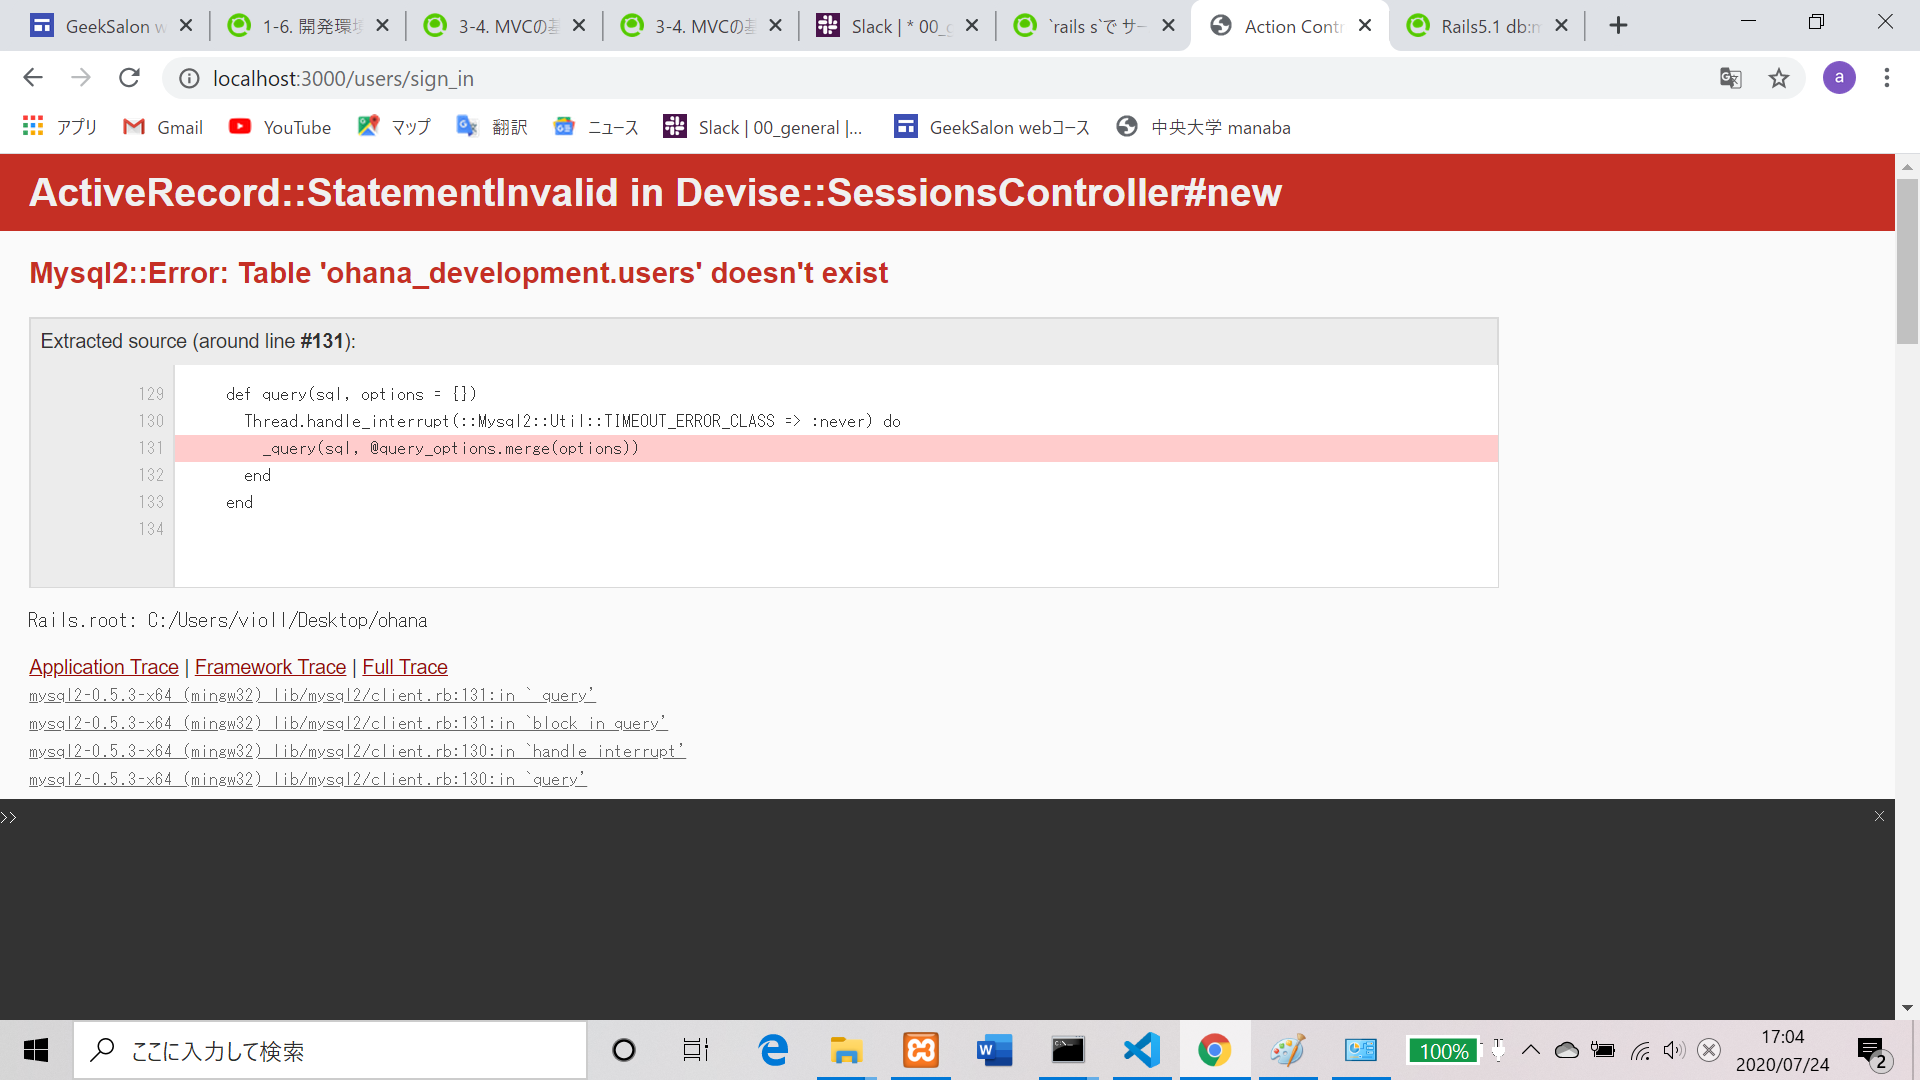 GeekSalon w
1-6. 開発環境
3-4. MVCの基
3-4. MVCの基
Slack | * 00_g
`rails s`で サー
Action Contr
Rails5.1 db:m
localhost:3000/users/sign_in
a
アプリ
Gmail
YouTube
マップ
翻訳
ニュース
Slack | 00_general |...
GeekSalon webコース
中央大学 manaba
ActiveRecord::StatementInvalid in Devise::SessionsController#new
Mysql2::Error: Table 'ohana_development.users' doesn't exist
Extracted source (around line #131):
129 def query(sql, options = {})
130 Thread.handle_interrupt(::Mysql2::Util::TIMEOUT_ERROR_CLASS => :never) do
131 _query(sql, @query_options.merge(options))
132 end
133 end
134
Rails.root: C:/Users/violl/Desktop/ohana
Application Trace | Framework Trace | Full Trace
mysql2-0.5.3-x64 (mingw32) lib/mysql2/client.rb:131:in `_query'
mysql2-0.5.3-x64 (mingw32) lib/mysql2/client.rb:131:in `block in query'
mysql2-0.5.3-x64 (mingw32) lib/mysql2/client.rb:130:in `handle_interrupt'
mysql2-0.5.3-x64 (mingw32) lib/mysql2/client.rb:130:in `query'
>>
x
ここに入力して検索
100%
17:04
2020/07/24
2